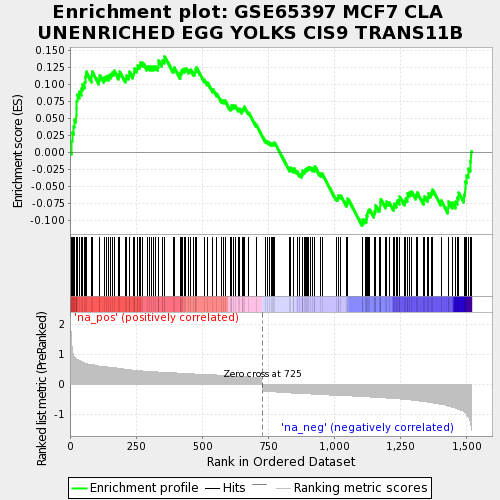 Enrichment plot: GSE65397 MCF7 CLA
UNENRICHED EGG YOLKS CIS9 TRANS11B
Enrichment score (ES)
0.150
0.125
0.100
0.075
0.050
0.025
0.000
-0.025
-0.050
-0.075
-0.100
'na_pos' (positively correlated)
Ranked list metric (PreRanked)
2
1
0
-1
Zero cross at 725
'na_neg' (negatively correlated)
0
250
500
750
1,000
1,250
1,500
Rank in Ordered Dataset
Enrichment profile
Hits
Ranking metric scores